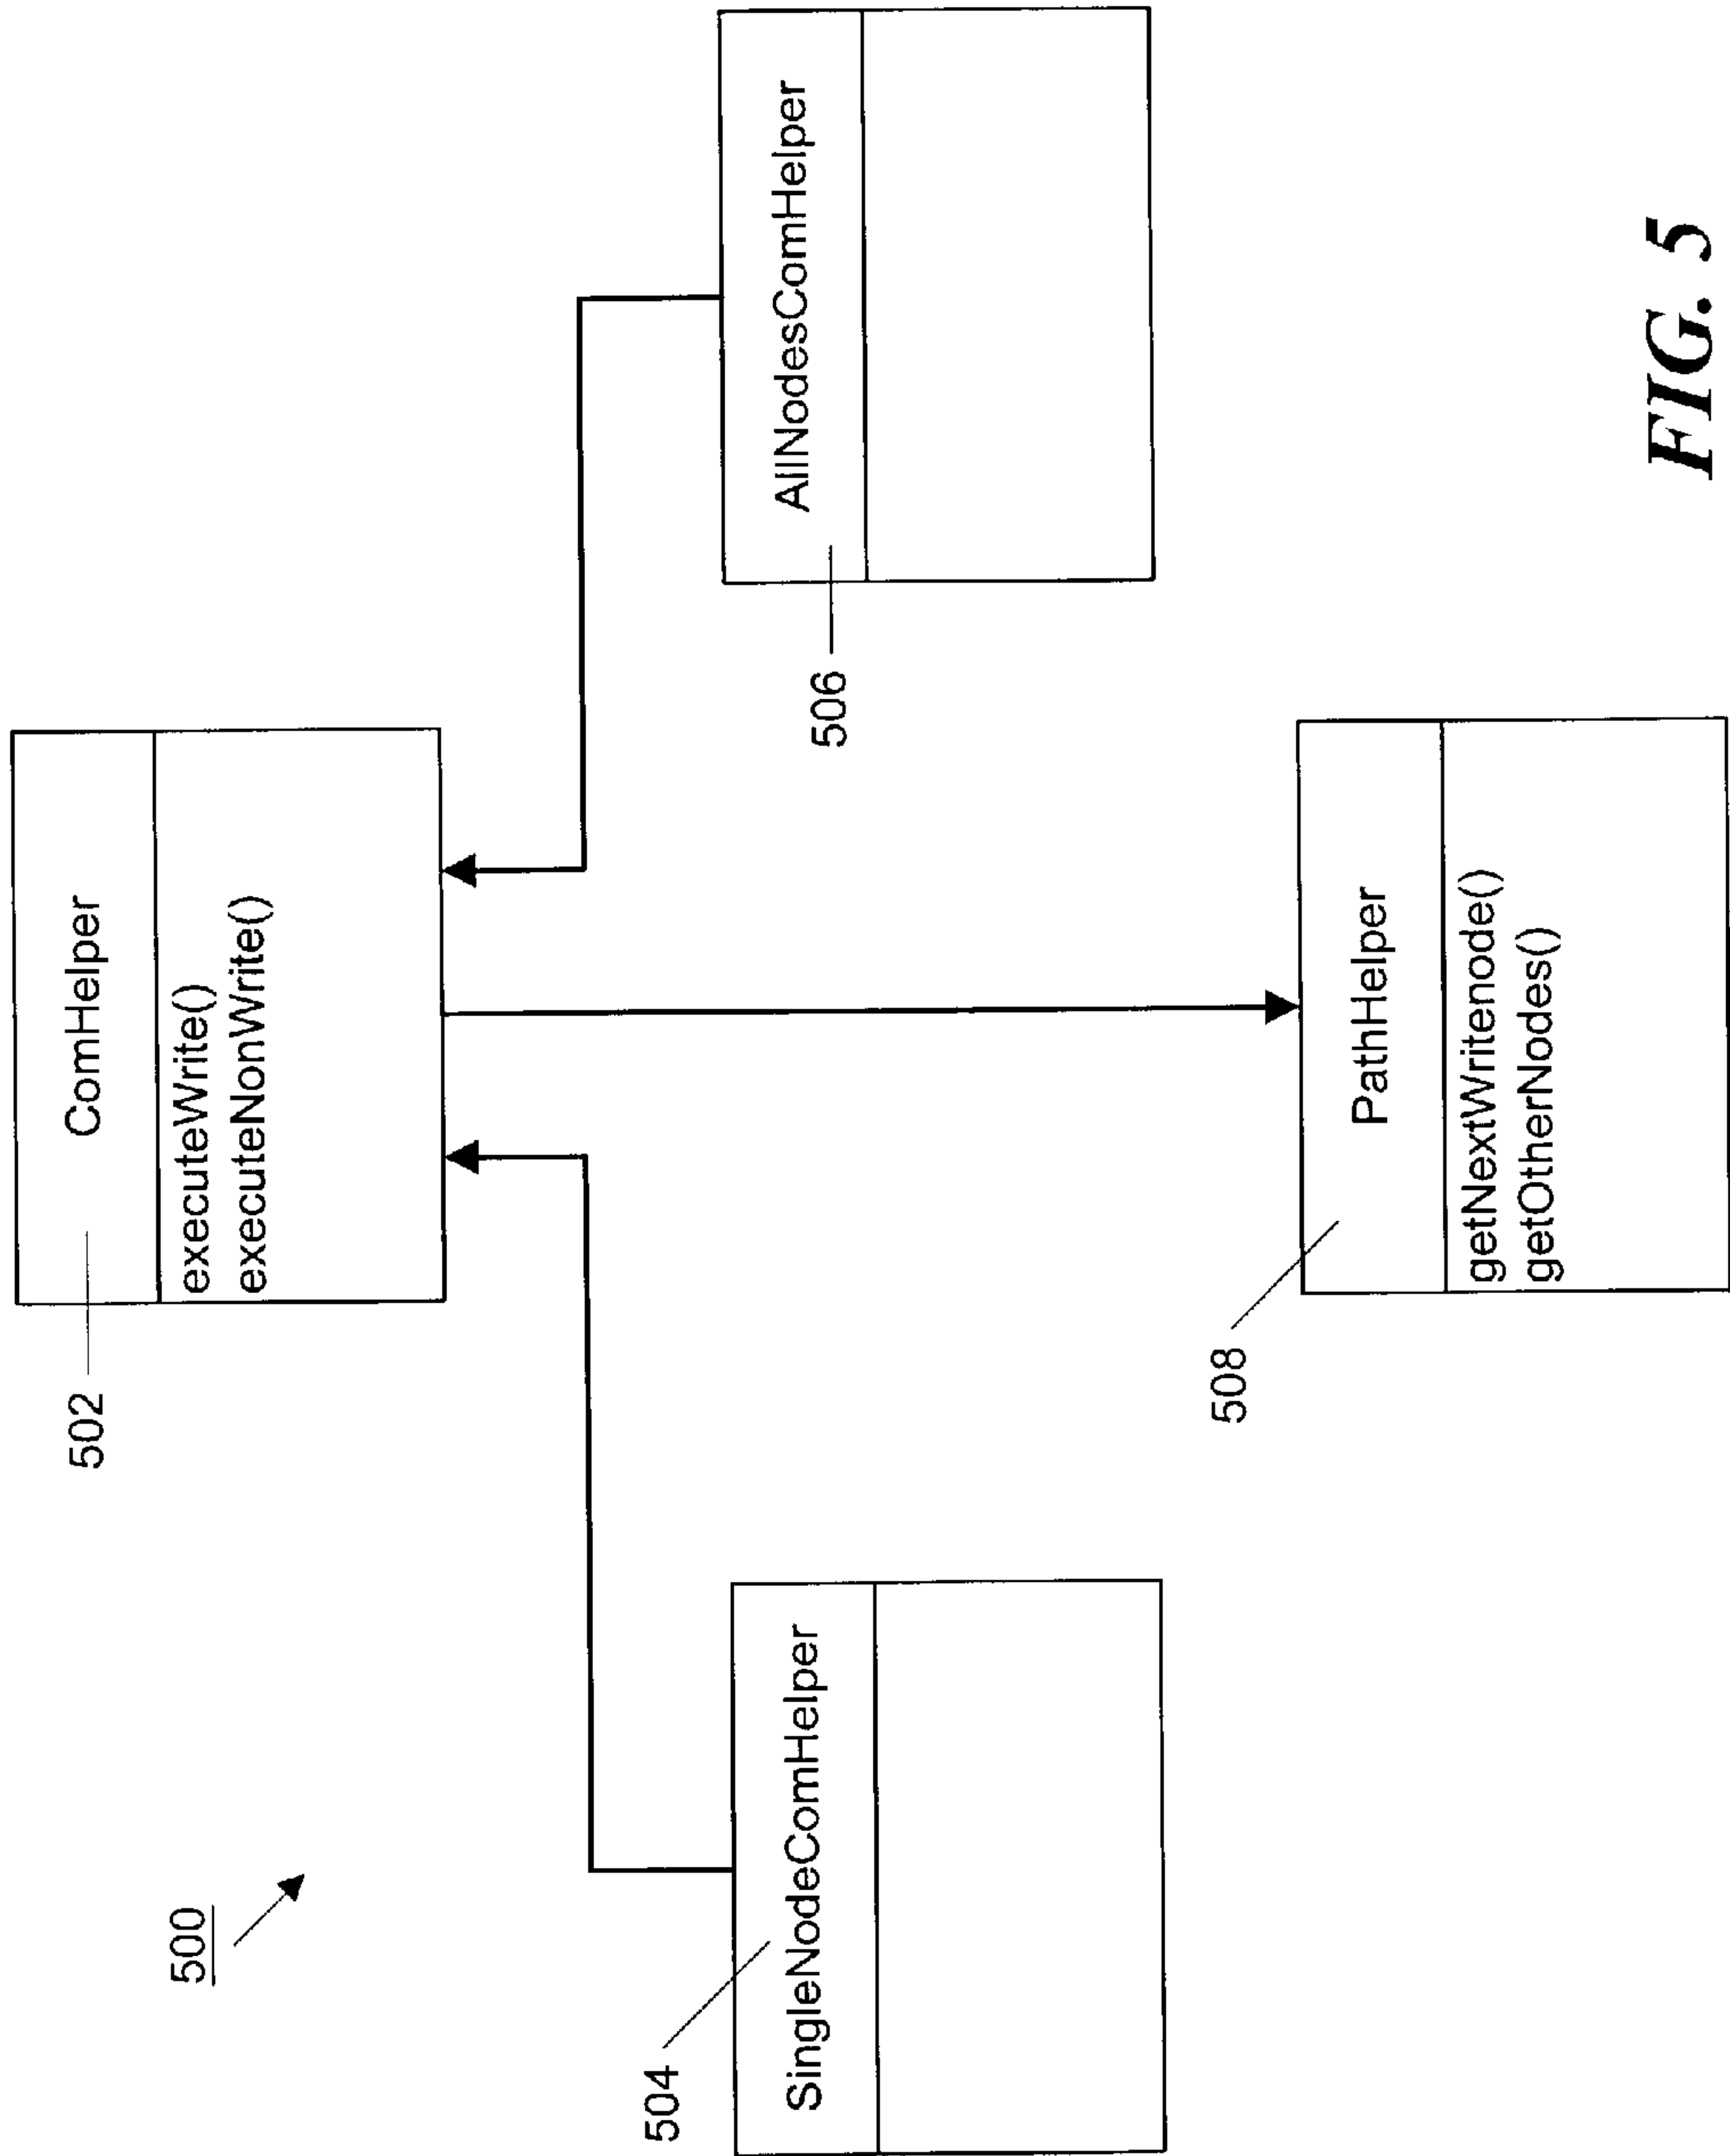 500
502
ComHelper
executeWrite()
executeNonWrite()
504
SingleNodeComHelper
506
AllNodesComHelper
508
PathHelper
getNextWritenode()
getOtherNodes()
FIG. 5